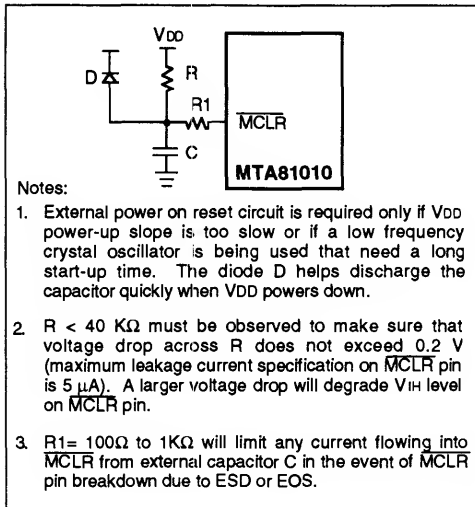 VDD
D
R
R1
MCLR
C
MTA81010
Notes:
1. External power on reset circuit is required only if VDD
power-up slope is too slow or if a low frequency
crystal oscillator is being used that need a long
start-up time. The diode D helps discharge the
capacitor quickly when VDD powers down.
2. R < 40 KΩ must be observed to make sure that
voltage drop across R does not exceed 0.2 V
(maximum leakage current specification on MCLR pin
is 5 µA). A larger voltage drop will degrade VIH level
on MCLR pin.
3. R1= 100Ω to 1KΩ will limit any current flowing into
MCLR from external capacitor C in the event of MCLR
pin breakdown due to ESD or EOS.